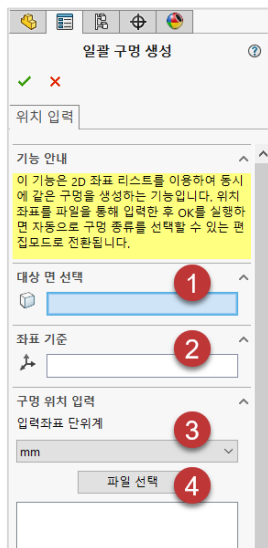 일괄 구멍 생성
위치 입력
기능 안내
이 기능은 2D 좌표 리스트를 이용하여 동시
에 같은 구멍을 생성하는 기능입니다. 위치
좌표를 파일을 통해 입력한 후 OK를 실행하
면 자동으로 구멍 종류를 선택할 수 있는 편
집모드로 전환됩니다.
대상 면 선택
1
좌표 기준
2
구멍 위치 입력
입력좌표 단위계
3
mm
파일 선택
4